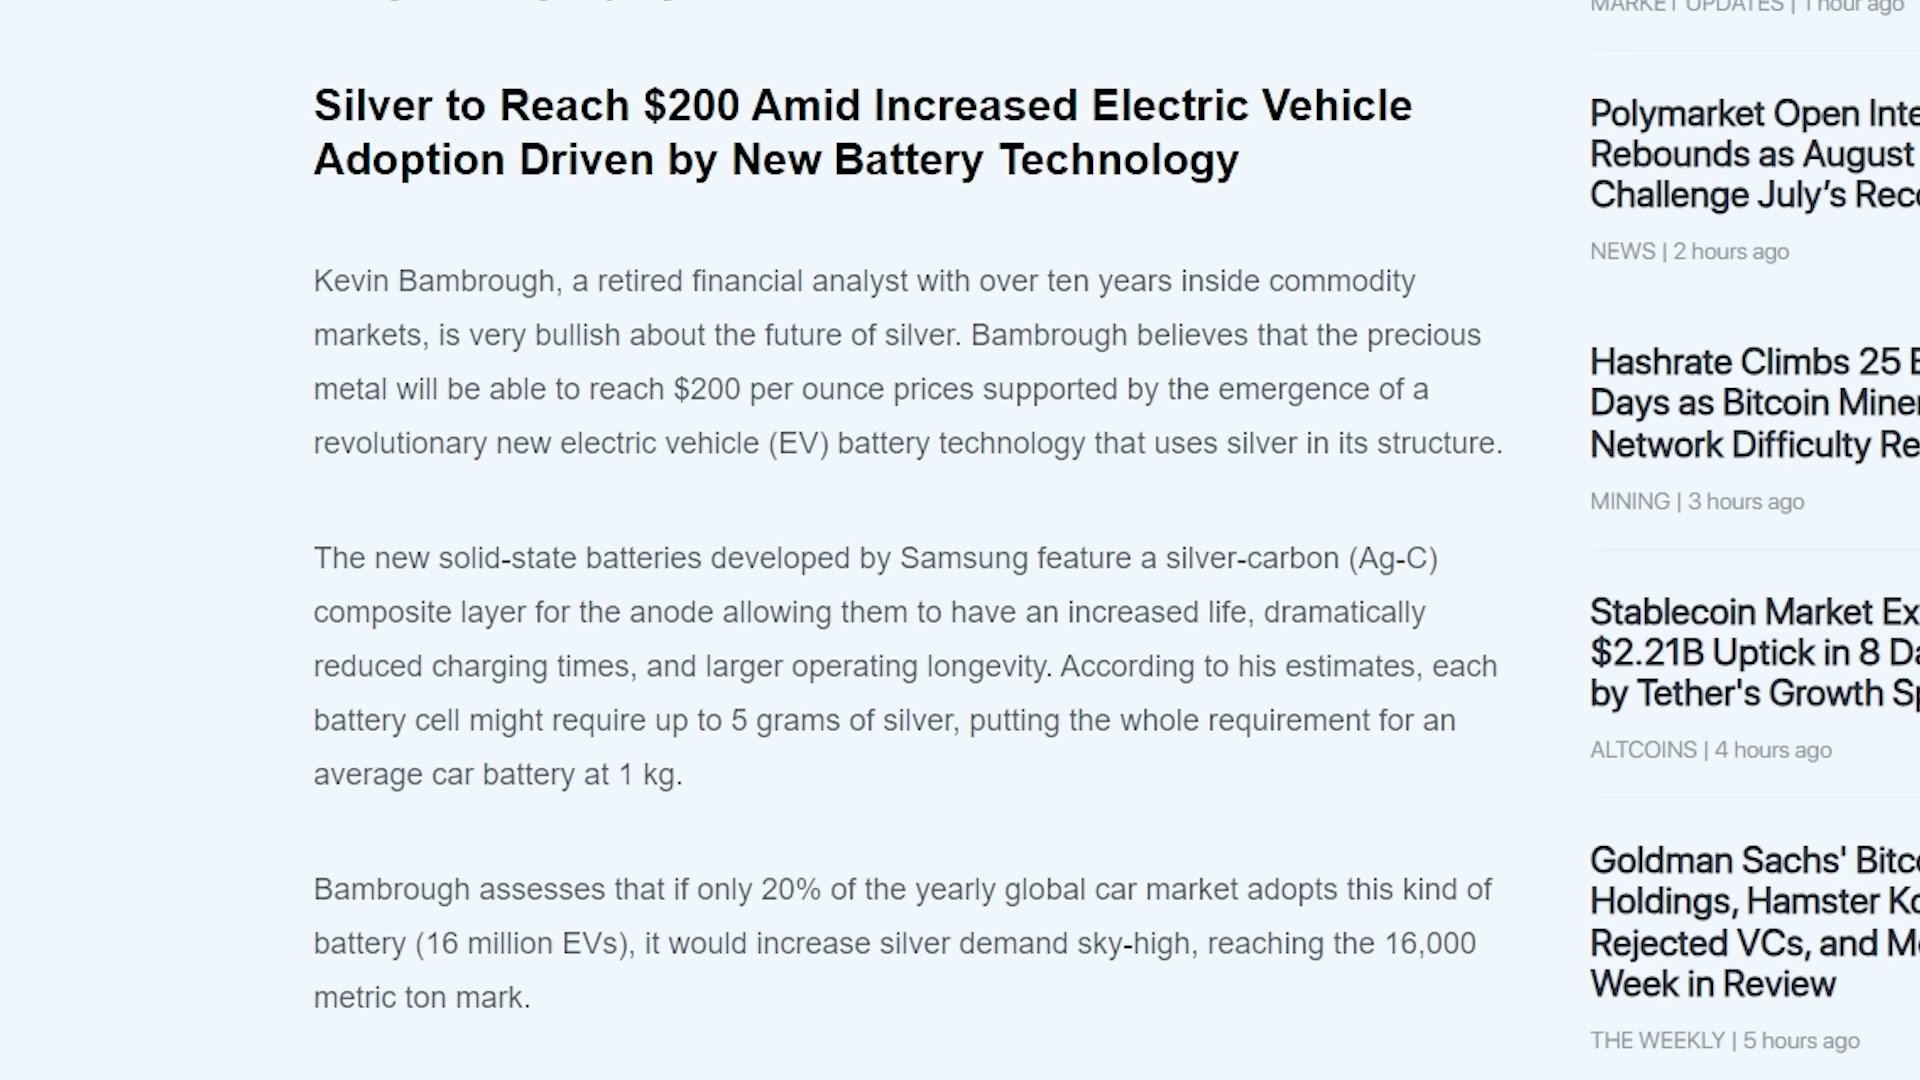 MARKET UPDATES | 1 hour ago
Silver to Reach $200 Amid Increased Electric Vehicle
Adoption Driven by New Battery Technology
Kevin Bambrough, a retired financial analyst with over ten years inside commodity
markets, is very bullish about the future of silver. Bambrough believes that the precious
metal will be able to reach $200 per ounce prices supported by the emergence of a
revolutionary new electric vehicle (EV) battery technology that uses silver in its structure.
The new solid-state batteries developed by Samsung feature a silver-carbon (Ag-C)
composite layer for the anode allowing them to have an increased life, dramatically
reduced charging times, and larger operating longevity. According to his estimates, each
battery cell might require up to 5 grams of silver, putting the whole requirement for an
average car battery at 1 kg.
Bambrough assesses that if only 20% of the yearly global car market adopts this kind of
battery (16 million EVs), it would increase silver demand sky-high, reaching the 16,000
metric ton mark.
Polymarket Open
Rebounds as August
Challenge July’s
NEWS | 2 hours ago
Hashrate Climbs 25
Days as Bitcoin
Network Difficulty
MINING | 3 hours ago
Stablecoin Market
$2.21B Uptick in 8
by Tether's Growth
ALTCOINS | 4 hours ago
Goldman Sachs'
Holdings, Hamster
Rejected VCs, and
Week in Review
THE WEEKLY | 5 hours ago